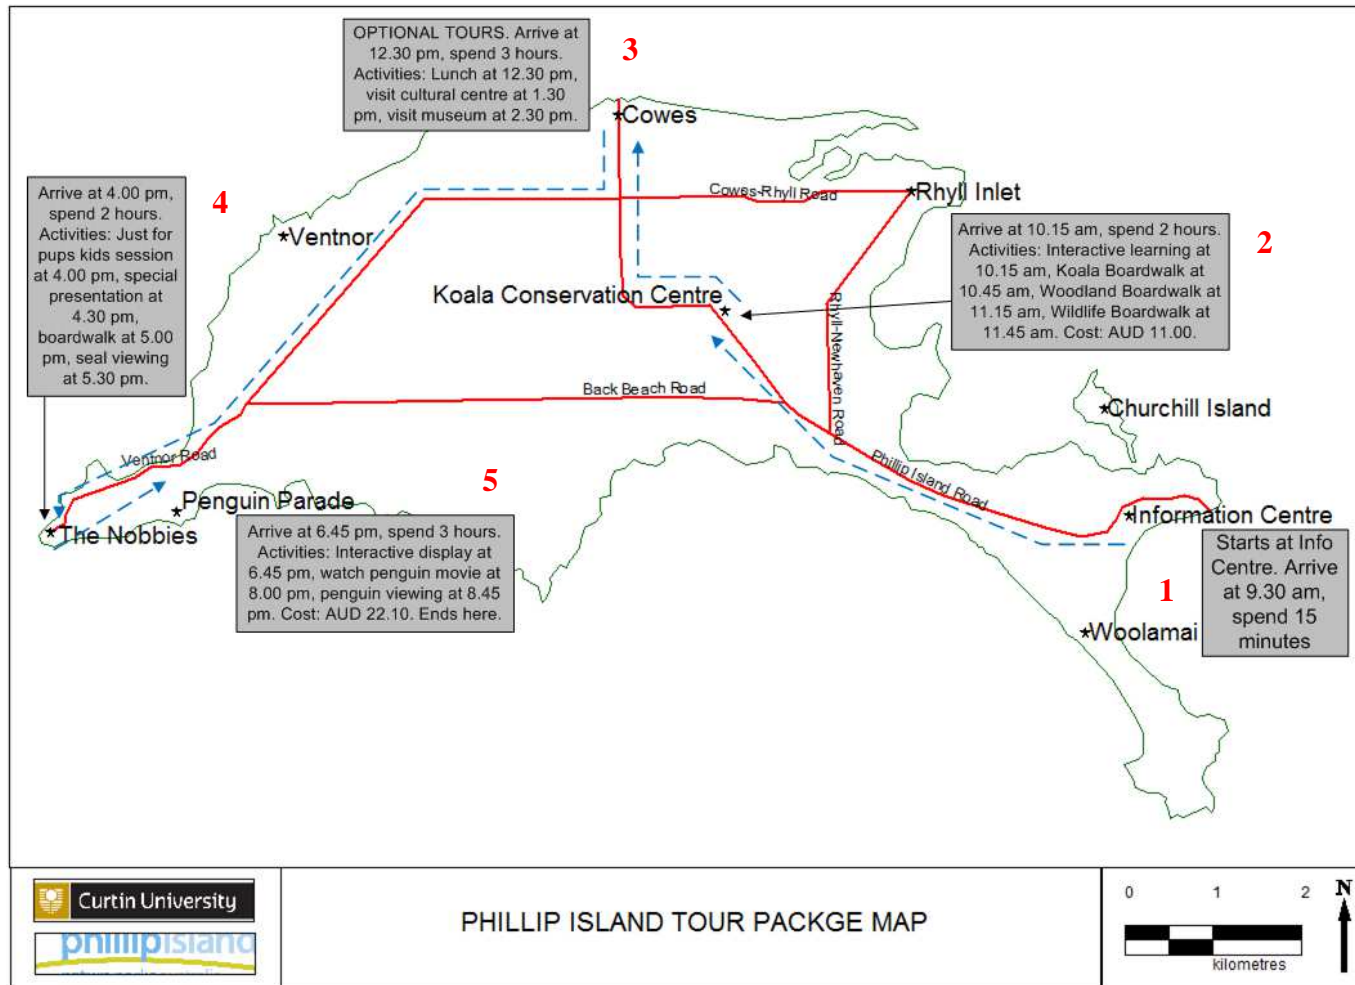 OPTIONAL TOURS. Arrive at
12.30 pm, spend 3 hours.
Activities: Lunch at 12.30 pm,
visit cultural centre at 1.30
pm, visit museum at 2.30 pm.
3
Cowes
Arrive at 4.00 pm,
spend 2 hours.
Activities: Just for
pups kids session
at 4.00 pm, special
presentation at
4.30 pm,
boardwalk at 5.00
pm, seal viewing
at 5.30 pm.
4
Ventnor
Cowes-Rhyll Road
Rhyll Inlet
Arrive at 10.15 am, spend 2 hours.
Activities: Interactive learning at
10.15 am, Koala Boardwalk at
10.45 am, Woodland Boardwalk at
11.15 am, Wildlife Boardwalk at
11.45 am. Cost: AUD 11.00.
2
Koala Conservation Centre
Rhyll-Newhaven Road
Back Beach Road
Churchill Island
Ventnor Road
Phillip Island Road
5
Penguin Parade
The Nobbies
Arrive at 6.45 pm, spend 3 hours.
Activities: Interactive display at
6.45 pm, watch penguin movie at
8.00 pm, penguin viewing at 8.45
pm. Cost: AUD 22.10. Ends here.
Information Centre
Starts at Info
Centre. Arrive
at 9.30 am,
spend 15
minutes
1
Woolamai
Curtin University
phillipisland
PHILLIP ISLAND TOUR PACKGE MAP
0 1 2
kilometres
N